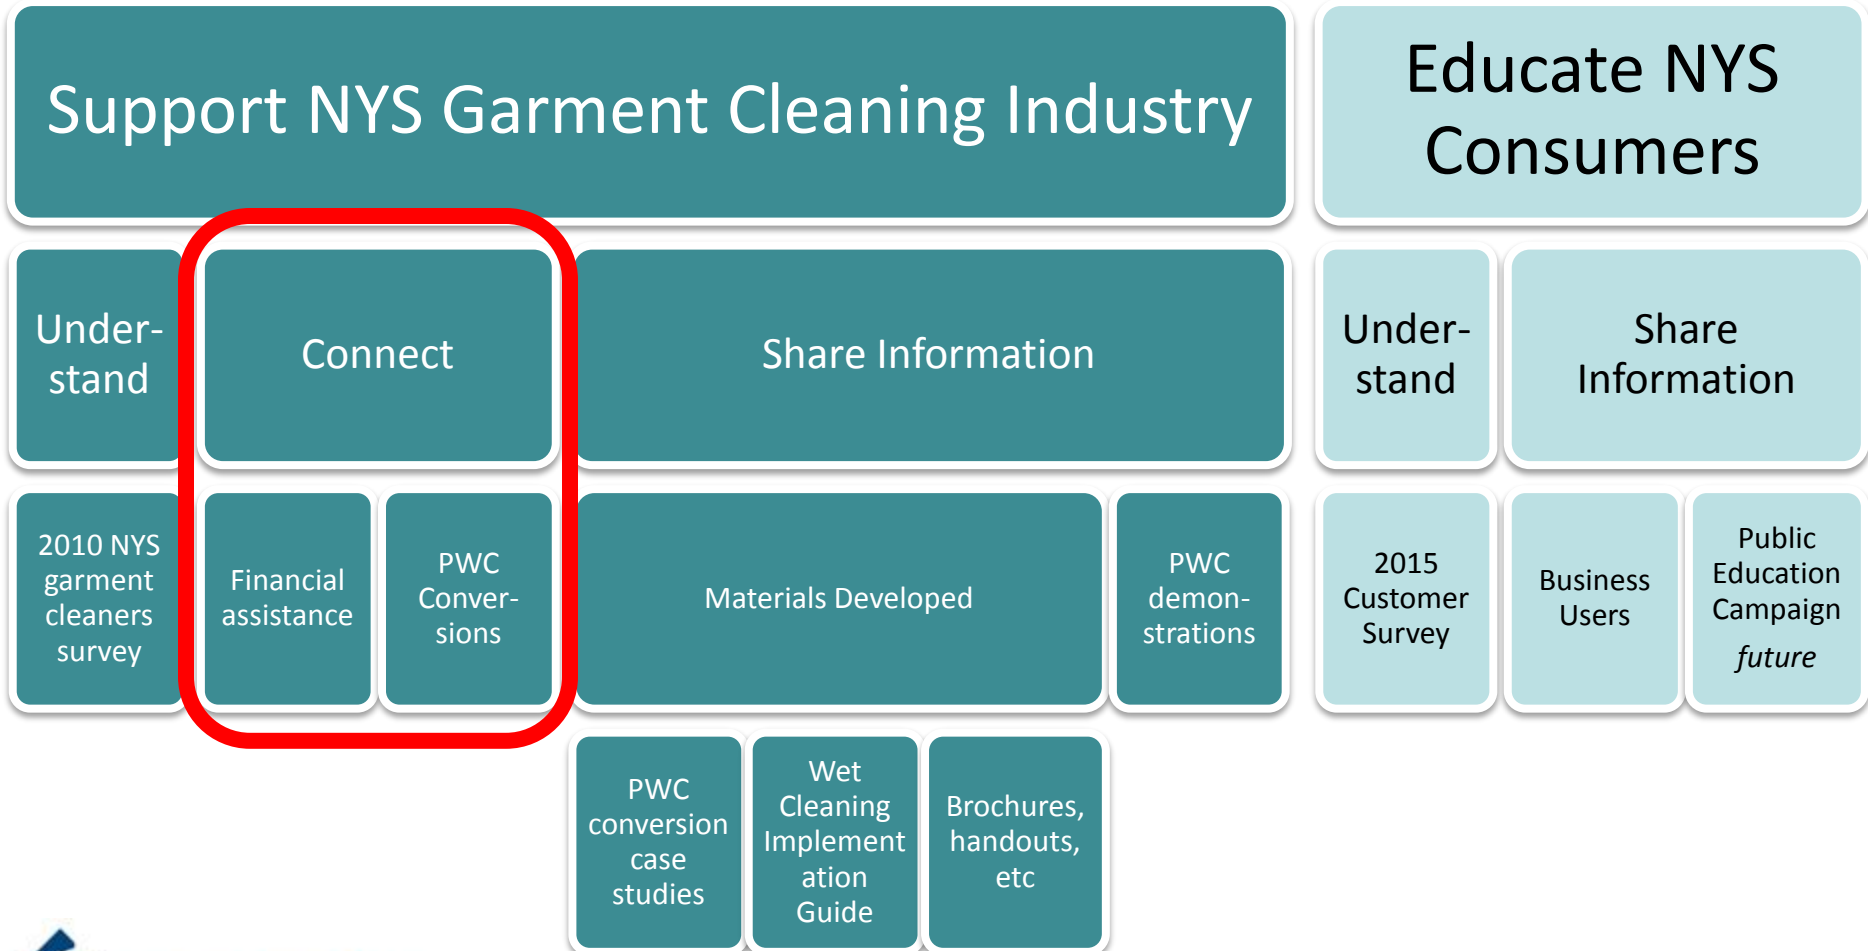 Support NYS Garment Cleaning Industry
Educate NYS
Consumers
Under-
stand
Connect
Share Information
Under-
stand
Share
Information
2010 NYS
garment
cleaners
survey
Financial
assistance
PWC
Conver-
sions
Materials Developed
PWC
demon-
strations
2015
Customer
Survey
Business
Users
Public
Education
Campaign
future
PWC
conversion
case
studies
Wet
Cleaning
Implement
ation
Guide
Brochures,
handouts,
etc